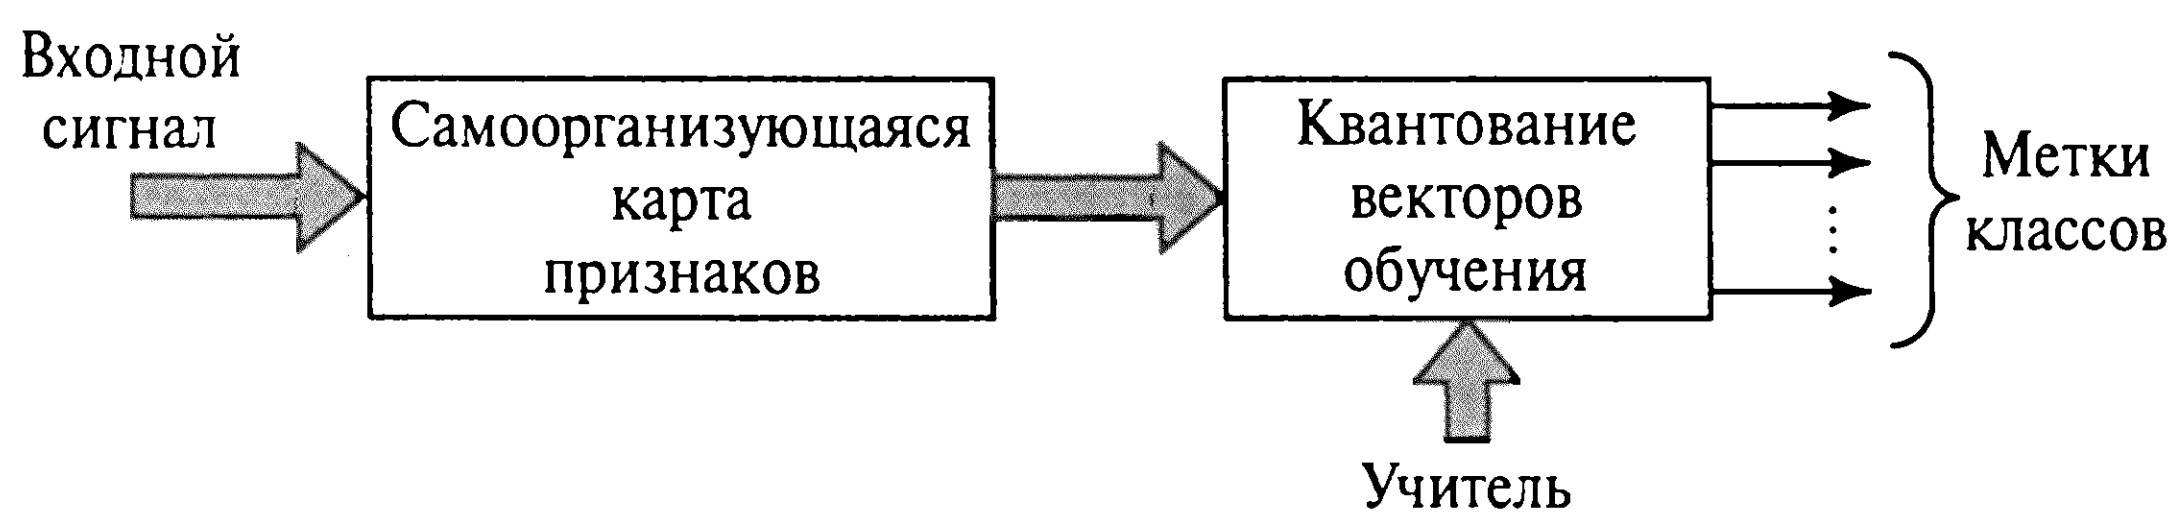 Входной
сигнал
Самоорганизующаяся
карта
признаков
Квантование
векторов
обучения
Метки
классов
Учитель